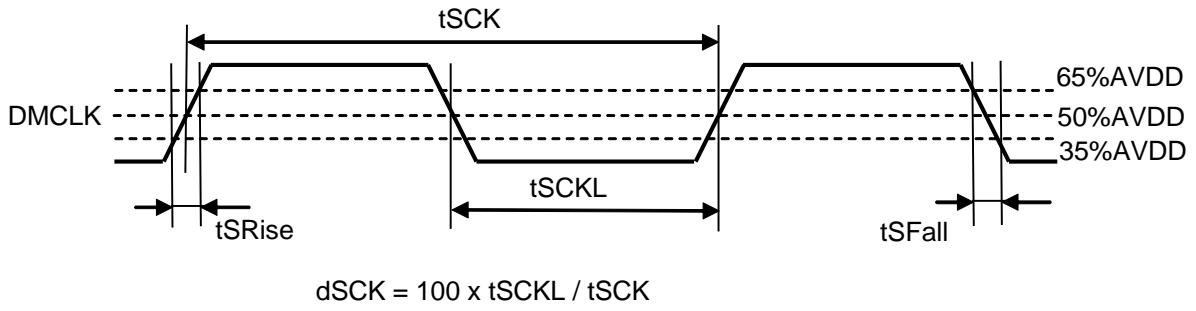 tSCK
65%AVDD
DMCLK
50%AVDD
35%AVDD
tSCKL
tSRise
tSFall
dSCK = 100 x tSCKL / tSCK